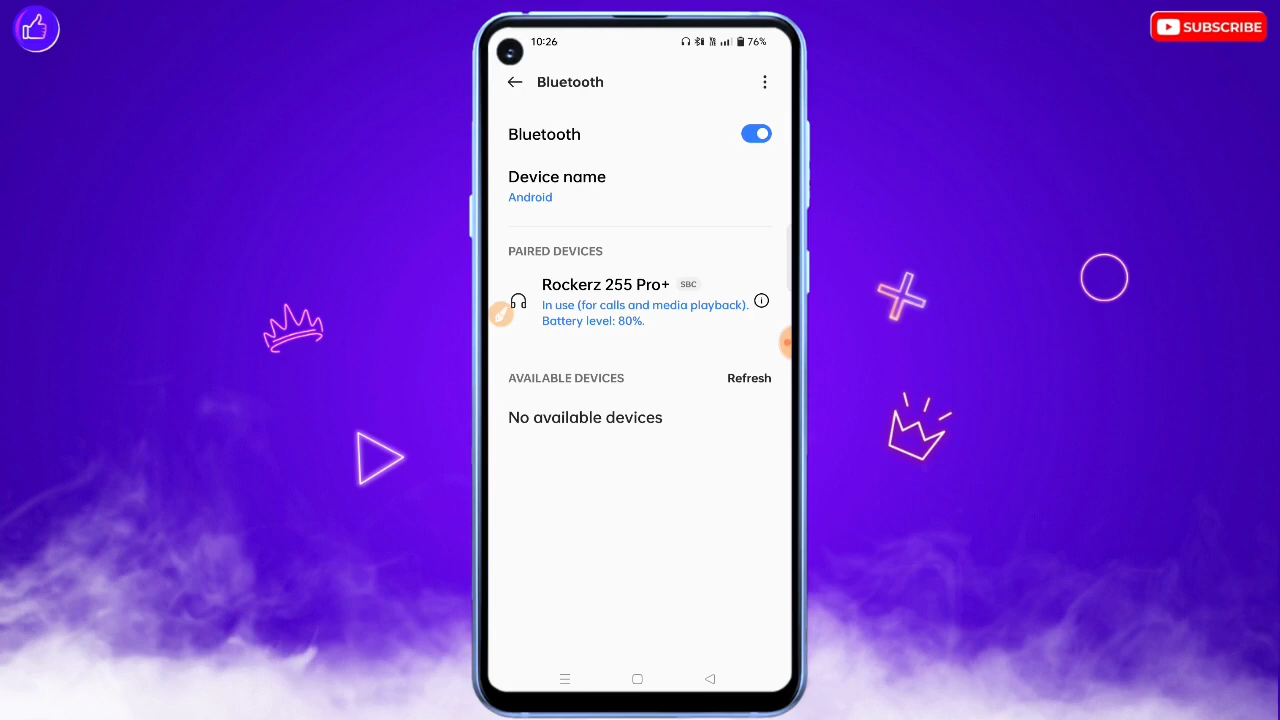 SUBSCRIBE
10:26
76%
Bluetooth
Bluetooth
Device name
Android
PAIRED DEVICES
Rockerz 255 Pro+ SBC
In use (for calls and media playback).
Battery level: 80%.
AVAILABLE DEVICES Refresh
No available devices